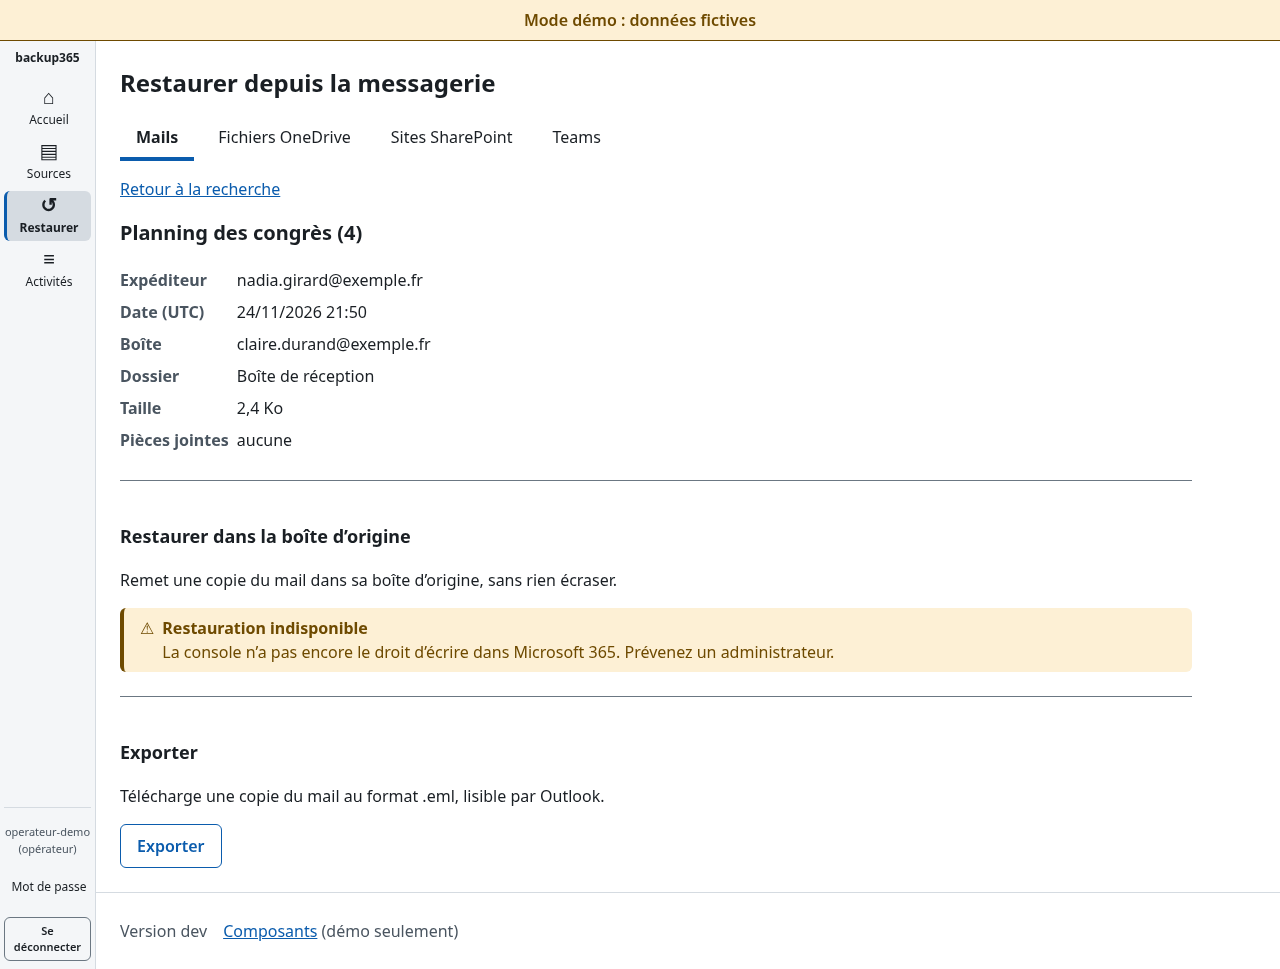 Mode démo : données fictives
backup365
Accueil
Sources
Restaurer
Activités
operateur-demo
(opérateur)
Mot de passe
Se
déconnecter
Restaurer depuis la messagerie
Mails Fichiers OneDrive Sites SharePoint Teams
Retour à la recherche
Planning des congrès (4)
Expéditeur nadia.girard@exemple.fr
Date (UTC) 24/11/2026 21:50
Boîte claire.durand@exemple.fr
Dossier Boîte de réception
Taille 2,4 Ko
Pièces jointes aucune
Restaurer dans la boîte d’origine
Remet une copie du mail dans sa boîte d’origine, sans rien écraser.
⚠ Restauration indisponible
La console n’a pas encore le droit d’écrire dans Microsoft 365. Prévenez un administrateur.
Exporter
Télécharge une copie du mail au format .eml, lisible par Outlook.
Exporter
Version dev Composants (démo seulement)